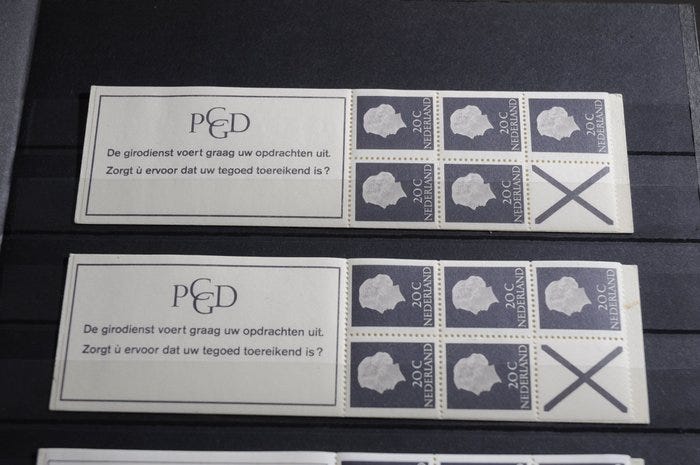 PCGD
De girodienst voert graag uw opdrachten uit.
Zorgt ù ervoor dat uw tegoed toereikend is?
20 C NEDERLAND
20 C NEDERLAND
20 C NEDERLAND
20 C NEDERLAND
20 C NEDERLAND
PCGD
De girodienst voert graag uw opdrachten uit.
Zorgt ù ervoor dat uw tegoed toereikend is?
20 C NEDERLAND
20 C NEDERLAND
20 C NEDERLAND
20 C NEDERLAND
20 C NEDERLAND